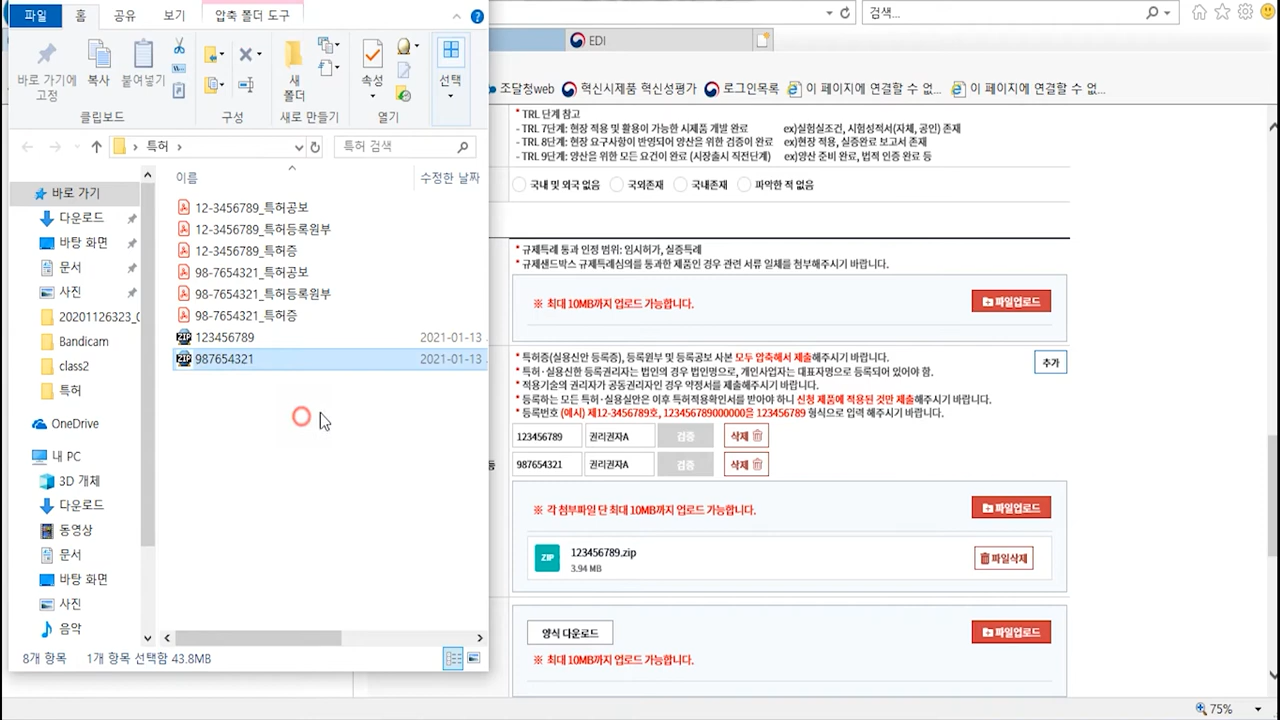 파일
홈
공유
보기
압축 폴더 도구
검색...
EDI
바로 가기에
고정
복사
붙여넣기
클립보드
구성
새
폴더
새로 만들기
속성
열기
선택
조달청web
혁신시제품 혁신성평가
로그인목록
이 페이지에 연결할 수 없...
이 페이지에 연결할 수 없...
특허
특허 검색
이름
수정한 날짜
바로 가기
다운로드
바탕 화면
문서
사진
20201126323_
Bandicam
class2
특허
OneDrive
내 PC
3D 개체
다운로드
동영상
문서
바탕 화면
사진
음악
12-3456789_특허공보
12-3456789_특허등록원부
12-3456789_특허증
98-7654321_특허공보
98-7654321_특허등록원부
98-7654321_특허증
ZIP 123456789 2021-01-13
ZIP 987654321 2021-01-13
8개 항목
1개 항목 선택함 43.8MB
* TRL 단계 참고
- TRL 7단계: 현장 적용 및 활용이 가능한 시제품 개발 완료 ex)실험실조건, 시험성적서(자체, 공인) 존재
- TRL 8단계: 현장 요구사항이 반영되어 양산을 위한 검증이 완료 ex)현장 적용, 실증완료 보고서 존재
- TRL 9단계: 양산을 위한 모든 요건이 완료 (시장출시 직전단계) ex)양산 준비 완료, 법적 인증 완료 등
국내 및 외국 없음
국외존재
국내존재
파악한 적 없음
* 규제특례 통과 인정 범위: 임시허가, 실증특례
* 규제샌드박스 규제특례심의를 통과한 제품인 경우 관련 서류 일체를 첨부해주시기 바랍니다.
※ 최대 10MB까지 업로드 가능합니다.
파일업로드
* 특허증(실용신안 등록증), 등록원부 및 등록공보 사본 모두 압축해서 제출해주시기 바랍니다.
* 특허·실용신한 등록권리자는 법인의 경우 법인명으로, 개인사업자는 대표자명으로 등록되어 있어야 함.
* 적용기술의 권리자가 공동권리자인 경우 약정서를 제출해주시기 바랍니다.
* 등록하는 모든 특허·실용실안은 이후 특허적용확인서를 받아야 하니 신청 제품에 적용된 것만 제출해주시기 바랍니다.
* 등록번호 (예시) 제12-3456789호, 123456789000000을 123456789 형식으로 입력 해주시기 바랍니다.
추가
123456789
권리권자A
검증
삭제
등
987654321
권리권자A
검증
삭제
※ 각 첨부파일 단 최대 10MB까지 업로드 가능합니다.
파일업로드
ZIP
123456789.zip
3.94 MB
파일삭제
양식 다운로드
파일업로드
※ 최대 10MB까지 업로드 가능합니다.
75%